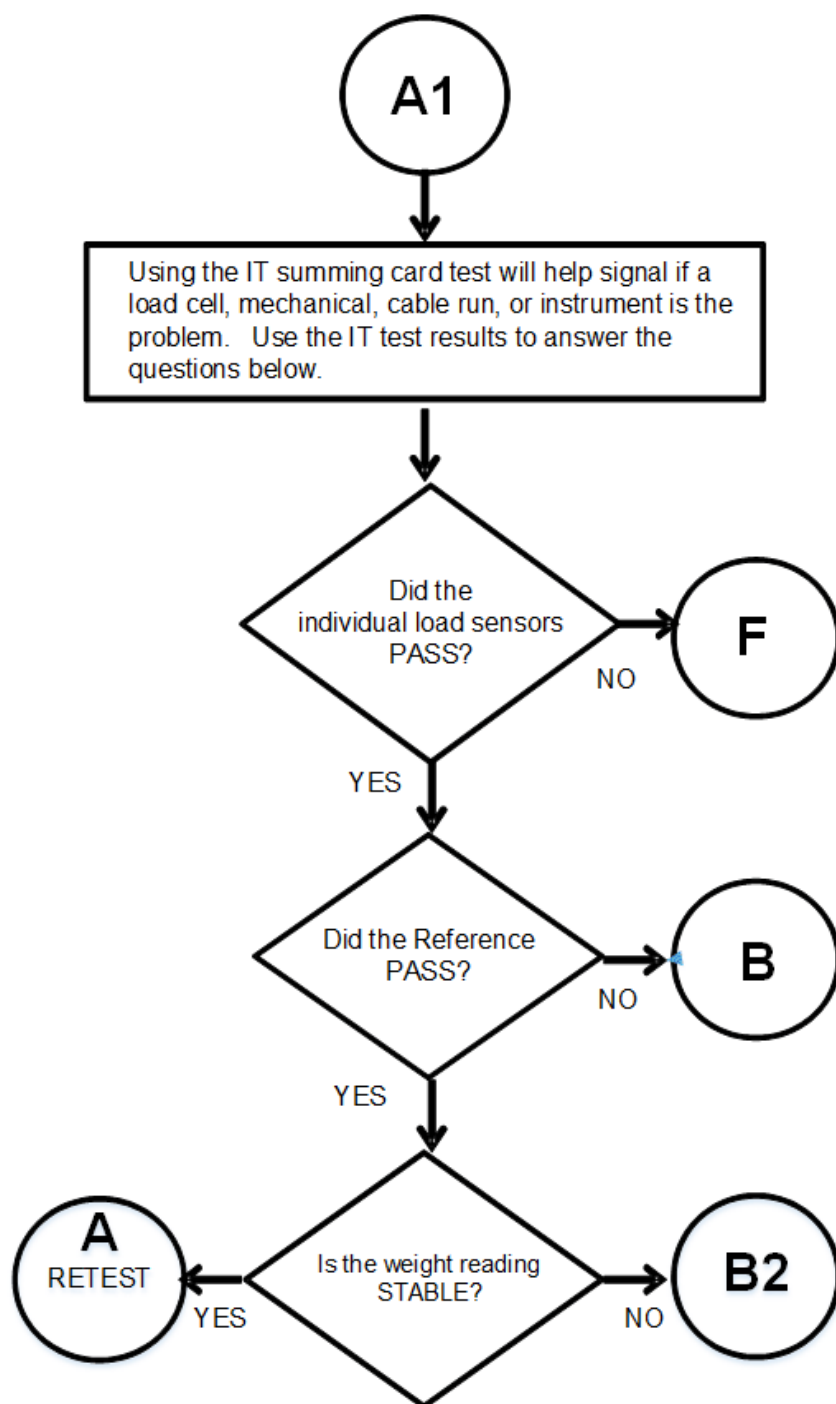 A1
Using the IT summing card test will help signal if a
load cell, mechanical, cable run, or instrument is the
problem.   Use the IT test results to answer the
questions below.
Did the
individual load sensors
PASS?
NO
F
YES
Did the Reference
PASS?
NO
B
YES
A
RETEST
YES
Is the weight reading
STABLE?
NO
B2